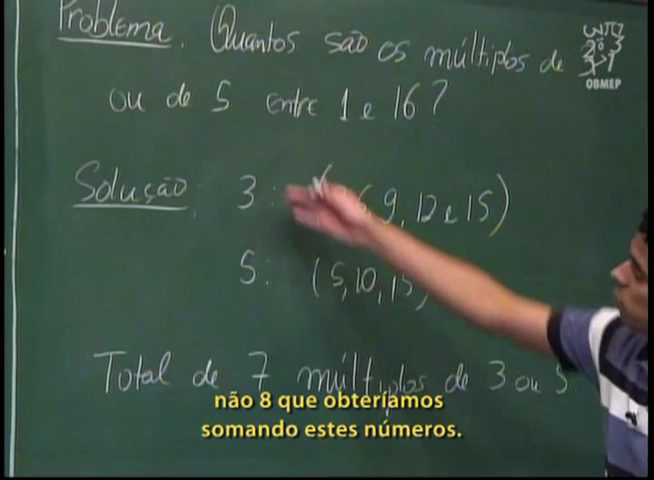 Problema. Quantos são os múltiplos de
ou de 5 entre 1 e 16?
OBMEP
Solução: 3: ( , 9, 12 e 15)
5: (5, 10, 15)
Total de 7 múltiplos de 3 ou 5
não 8 que obteríamos
somando estes números.